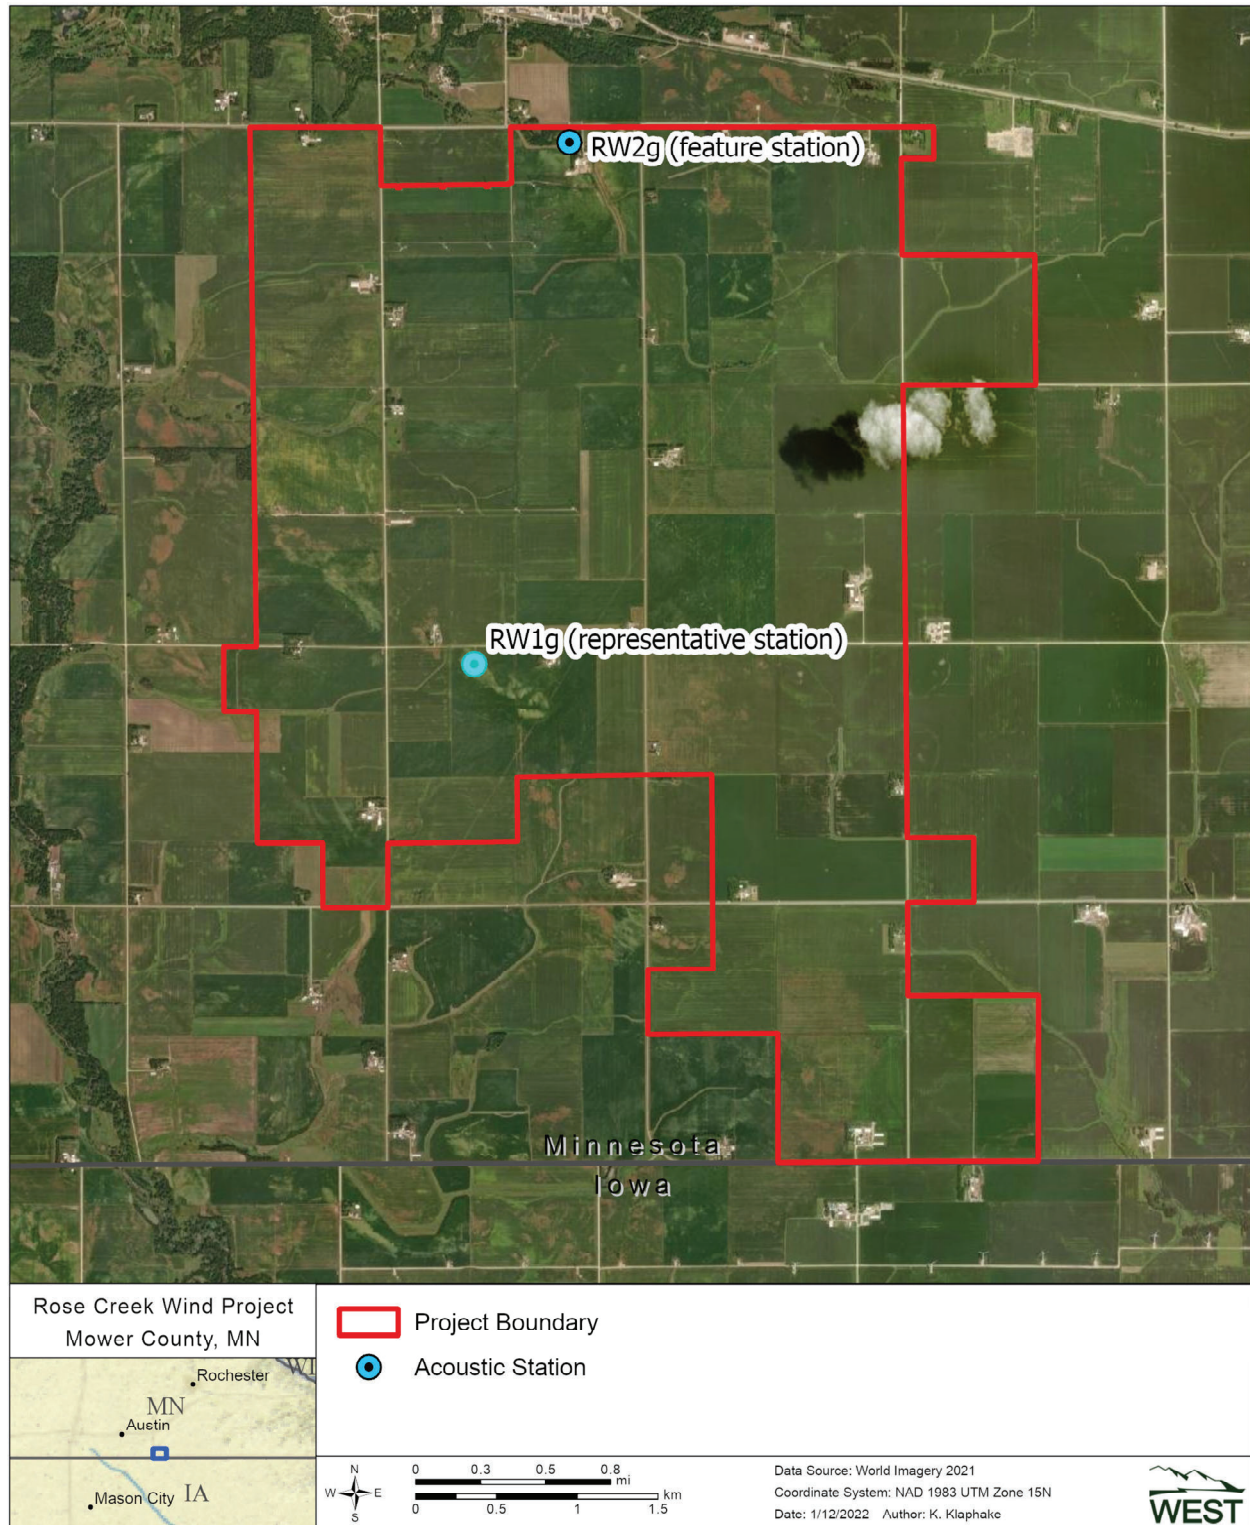 RW2g (feature station)
RW1g (representative station)
Minnesota
Iowa
Rose Creek Wind Project
Mower County, MN
WI
Rochester
MN
Austin
Mason City
IA
Project Boundary
Acoustic Station
N
W E
S
0 0.3 0.5 0.8
mi
km
0 0.5 1 1.5
Data Source: World Imagery 2021
Coordinate System: NAD 1983 UTM Zone 15N
Date: 1/12/2022 Author: K. Klaphake
WEST